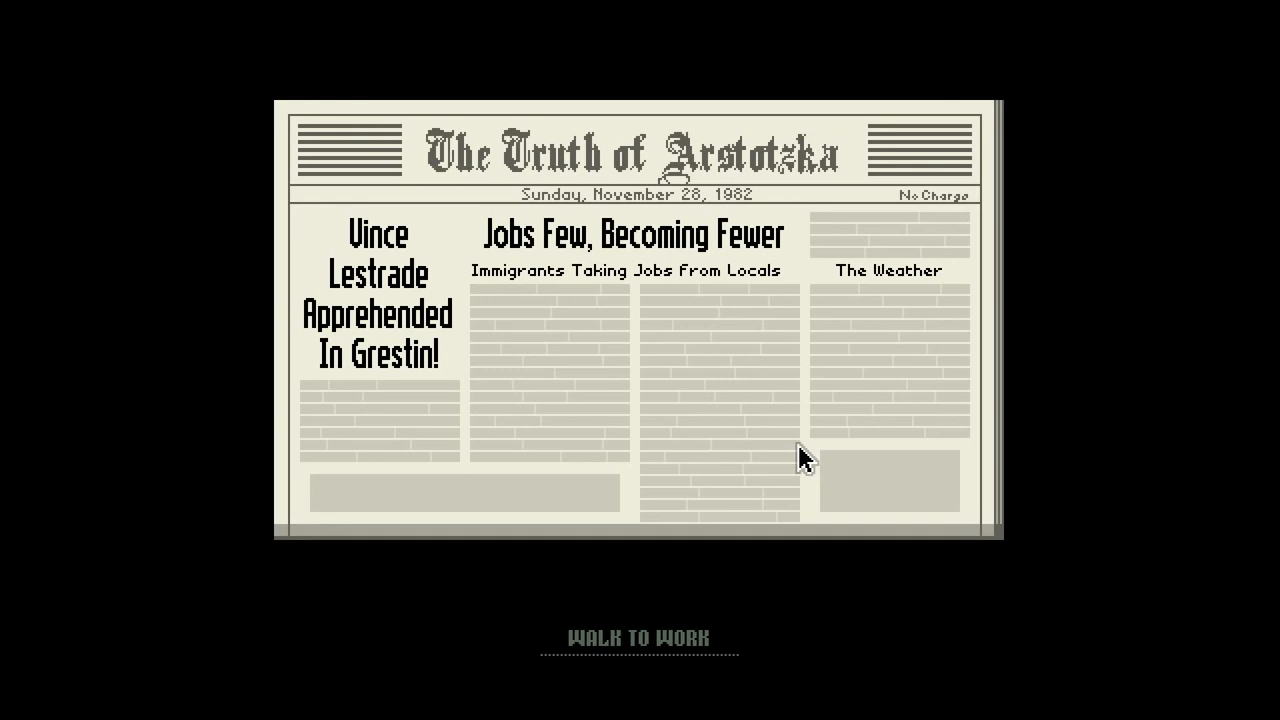 The Truth of Arstotzka
Sunday, November 28, 1982
No Charge
Vince
Lestrade
Apprehended
In Grestin!
Jobs Few, Becoming Fewer
Immigrants Taking Jobs From Locals
The Weather
WALK TO WORK